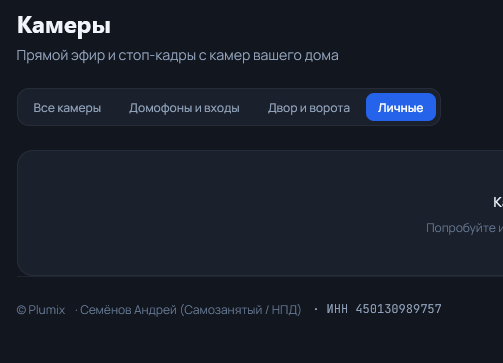 Камеры
Прямой эфир и стоп-кадры с камер вашего дома
Все камеры Домофоны и входы Двор и ворота Личные
Попробуйте
© Plumix · Семёнов Андрей (Самозанятый / НПД) · ИНН 450130989757